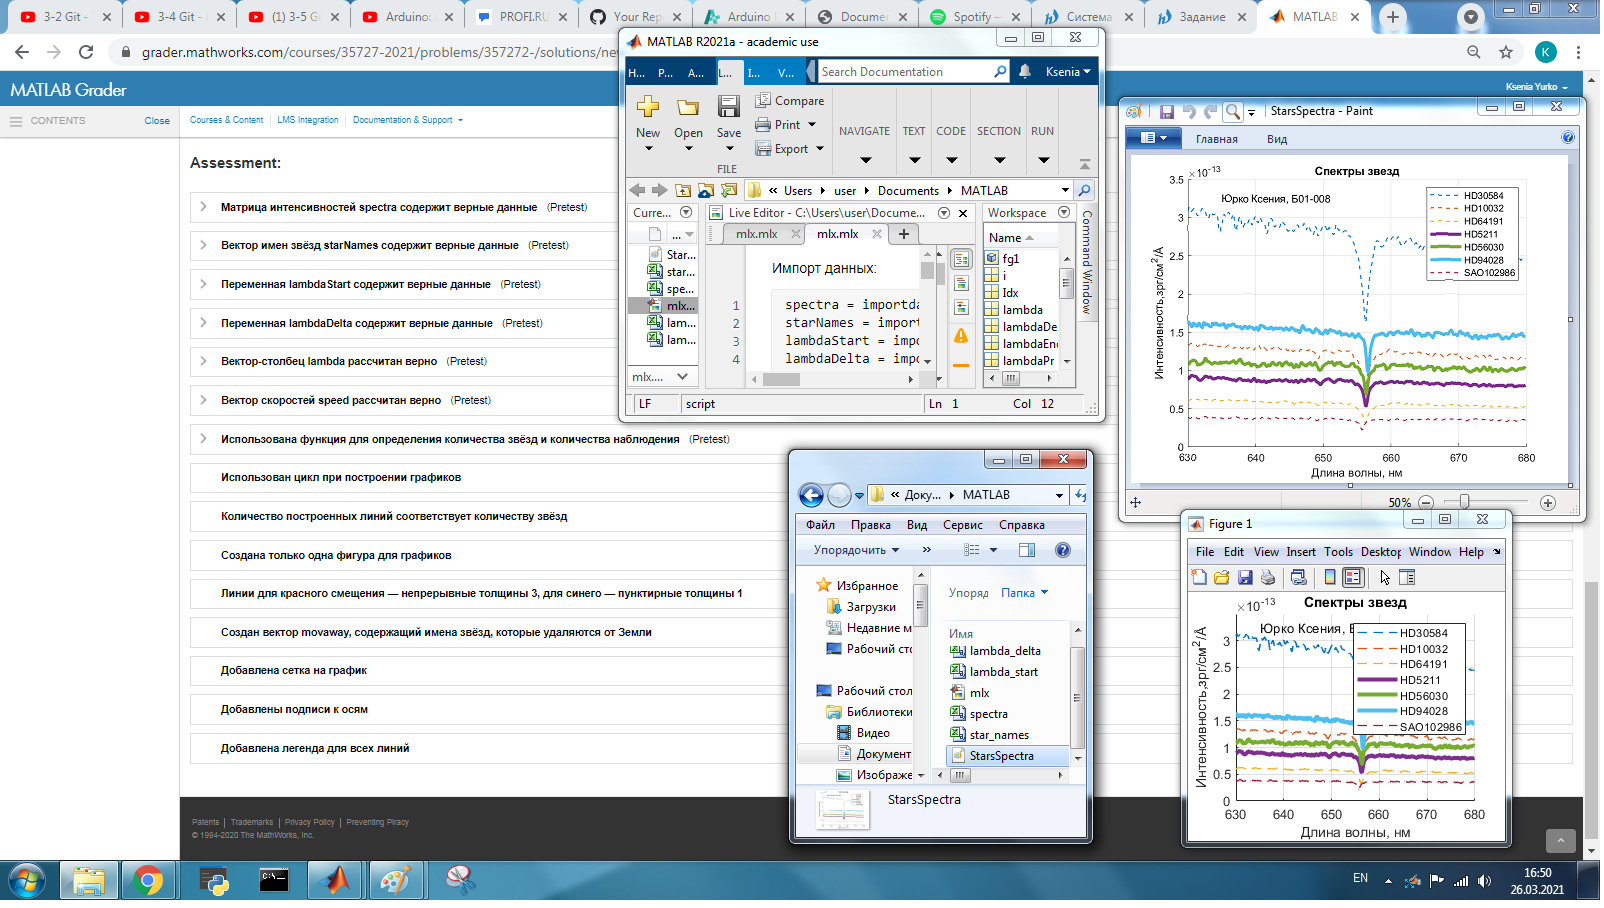 3-2 Git -
3-4 Git -
(1) 3-5 G
Arduino:
PROFI.RU
Your Rep
Arduino I
Documen
Spotify –
Система
Задание
MATLAB
grader.mathworks.com/courses/35727-2021/problems/357272-/solutions/ne
K
MATLAB Grader
Ksenia Yurko
CONTENTS
Close
Courses & Content
LMS Integration
Documentation & Support
Assessment:
Матрица интенсивностей spectra содержит верные данные (Pretest)
Вектор имен звёзд starNames содержит верные данные (Pretest)
Переменная lambdaStart содержит верные данные (Pretest)
Переменная lambdaDelta содержит верные данные (Pretest)
Вектор-столбец lambda рассчитан верно (Pretest)
Вектор скоростей speed рассчитан верно (Pretest)
Использована функция для определения количества звёзд и количества наблюдения (Pretest)
Использован цикл при построении графиков
Количество построенных линий соответствует количеству звёзд
Создана только одна фигура для графиков
Линии для красного смещения — непрерывные толщины 3, для синего — пунктирные толщины 1
Создан вектор movaway, содержащий имена звёзд, которые удаляются от Земли
Добавлена сетка на график
Добавлены подписи к осям
Добавлена легенда для всех линий
Patents | Trademarks | Privacy Policy | Preventing Piracy
© 1994-2020 The MathWorks, Inc.
MATLAB R2021a - academic use
H... P... A... L... I... V...
Search Documentation
Ksenia
New
Open
Save
Compare
Print
Export
FILE
NAVIGATE
TEXT
CODE
SECTION
RUN
« Users
user
Documents
MATLAB
Curre...
...
Star...
star...
spe...
mlx...
lam...
lam...
mlx....
Live Editor - C:\Users\user\Docume...
mlx.mlx
mlx.mlx
Импорт данных:
1 spectra = importda
2 starNames = import
3 lambdaStart = impo
4 lambdaDelta = impo
Workspace
Name
fg1
i
Idx
lambda
lambdaDe
lambdaEn
lambdaPr
Command Window
LF
script
Ln 1
Col 12
StarsSpectra - Paint
Главная
Вид
Спектры звезд
×10^-13
Юрко Ксения, Б01-008
HD30584
HD10032
HD64191
HD5211
HD56030
HD94028
SAO102986
3.5
3
2.5
2
1.5
1
0.5
0
Интенсивность,эрг/см^2/Å
630 640 650 660 670 680
Длина волны, нм
50%
« Доку...
MATLAB
Файл
Правка
Вид
Сервис
Справка
Упорядочить
»
Избранное
Загрузки
Недавние м
Рабочий сто
Рабочий стол
Библиотеки
Видео
Документ
Изображе
Упоряд
Папка
Имя
lambda_delta
lambda_start
mlx
spectra
star_names
StarsSpectra
StarsSpectra
Figure 1
File Edit View Insert Tools Desktop Window Help
×10^-13
Спектры звезд
Юрко Ксения, Б
HD30584
HD10032
HD64191
HD5211
HD56030
HD94028
SAO102986
3
2.5
2
1.5
1
0.5
0
Интенсивность,эрг/см^2/Å
630 640 650 660 670 680
Длина волны, нм
EN
16:50
26.03.2021